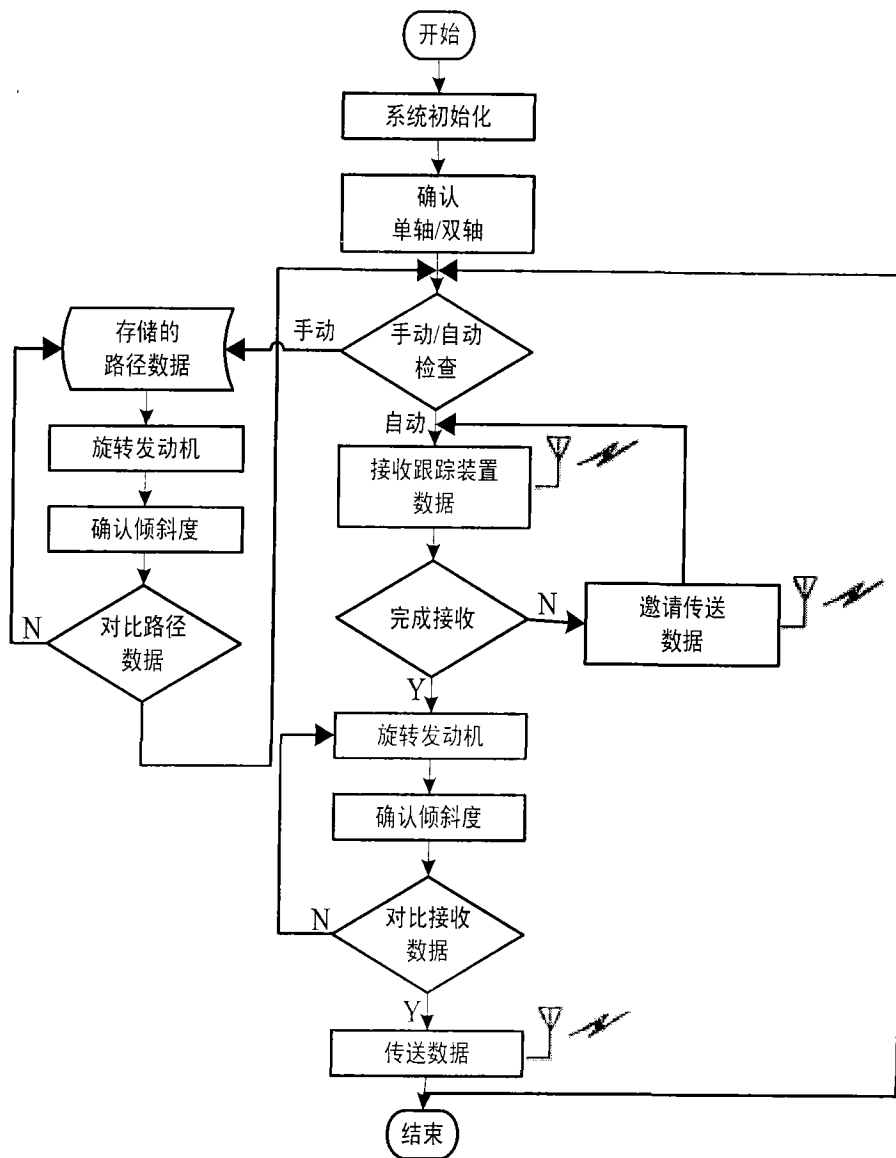 开始
系统初始化
确认
单轴/双轴
手动/自动
检查
手动
存储的
路径数据
旋转发动机
确认倾斜度
对比路径
数据
N
自动
接收跟踪装置
数据
完成接收
N
邀请传送
数据
Y
旋转发动机
确认倾斜度
对比接收
数据
N
Y
传送数据
结束